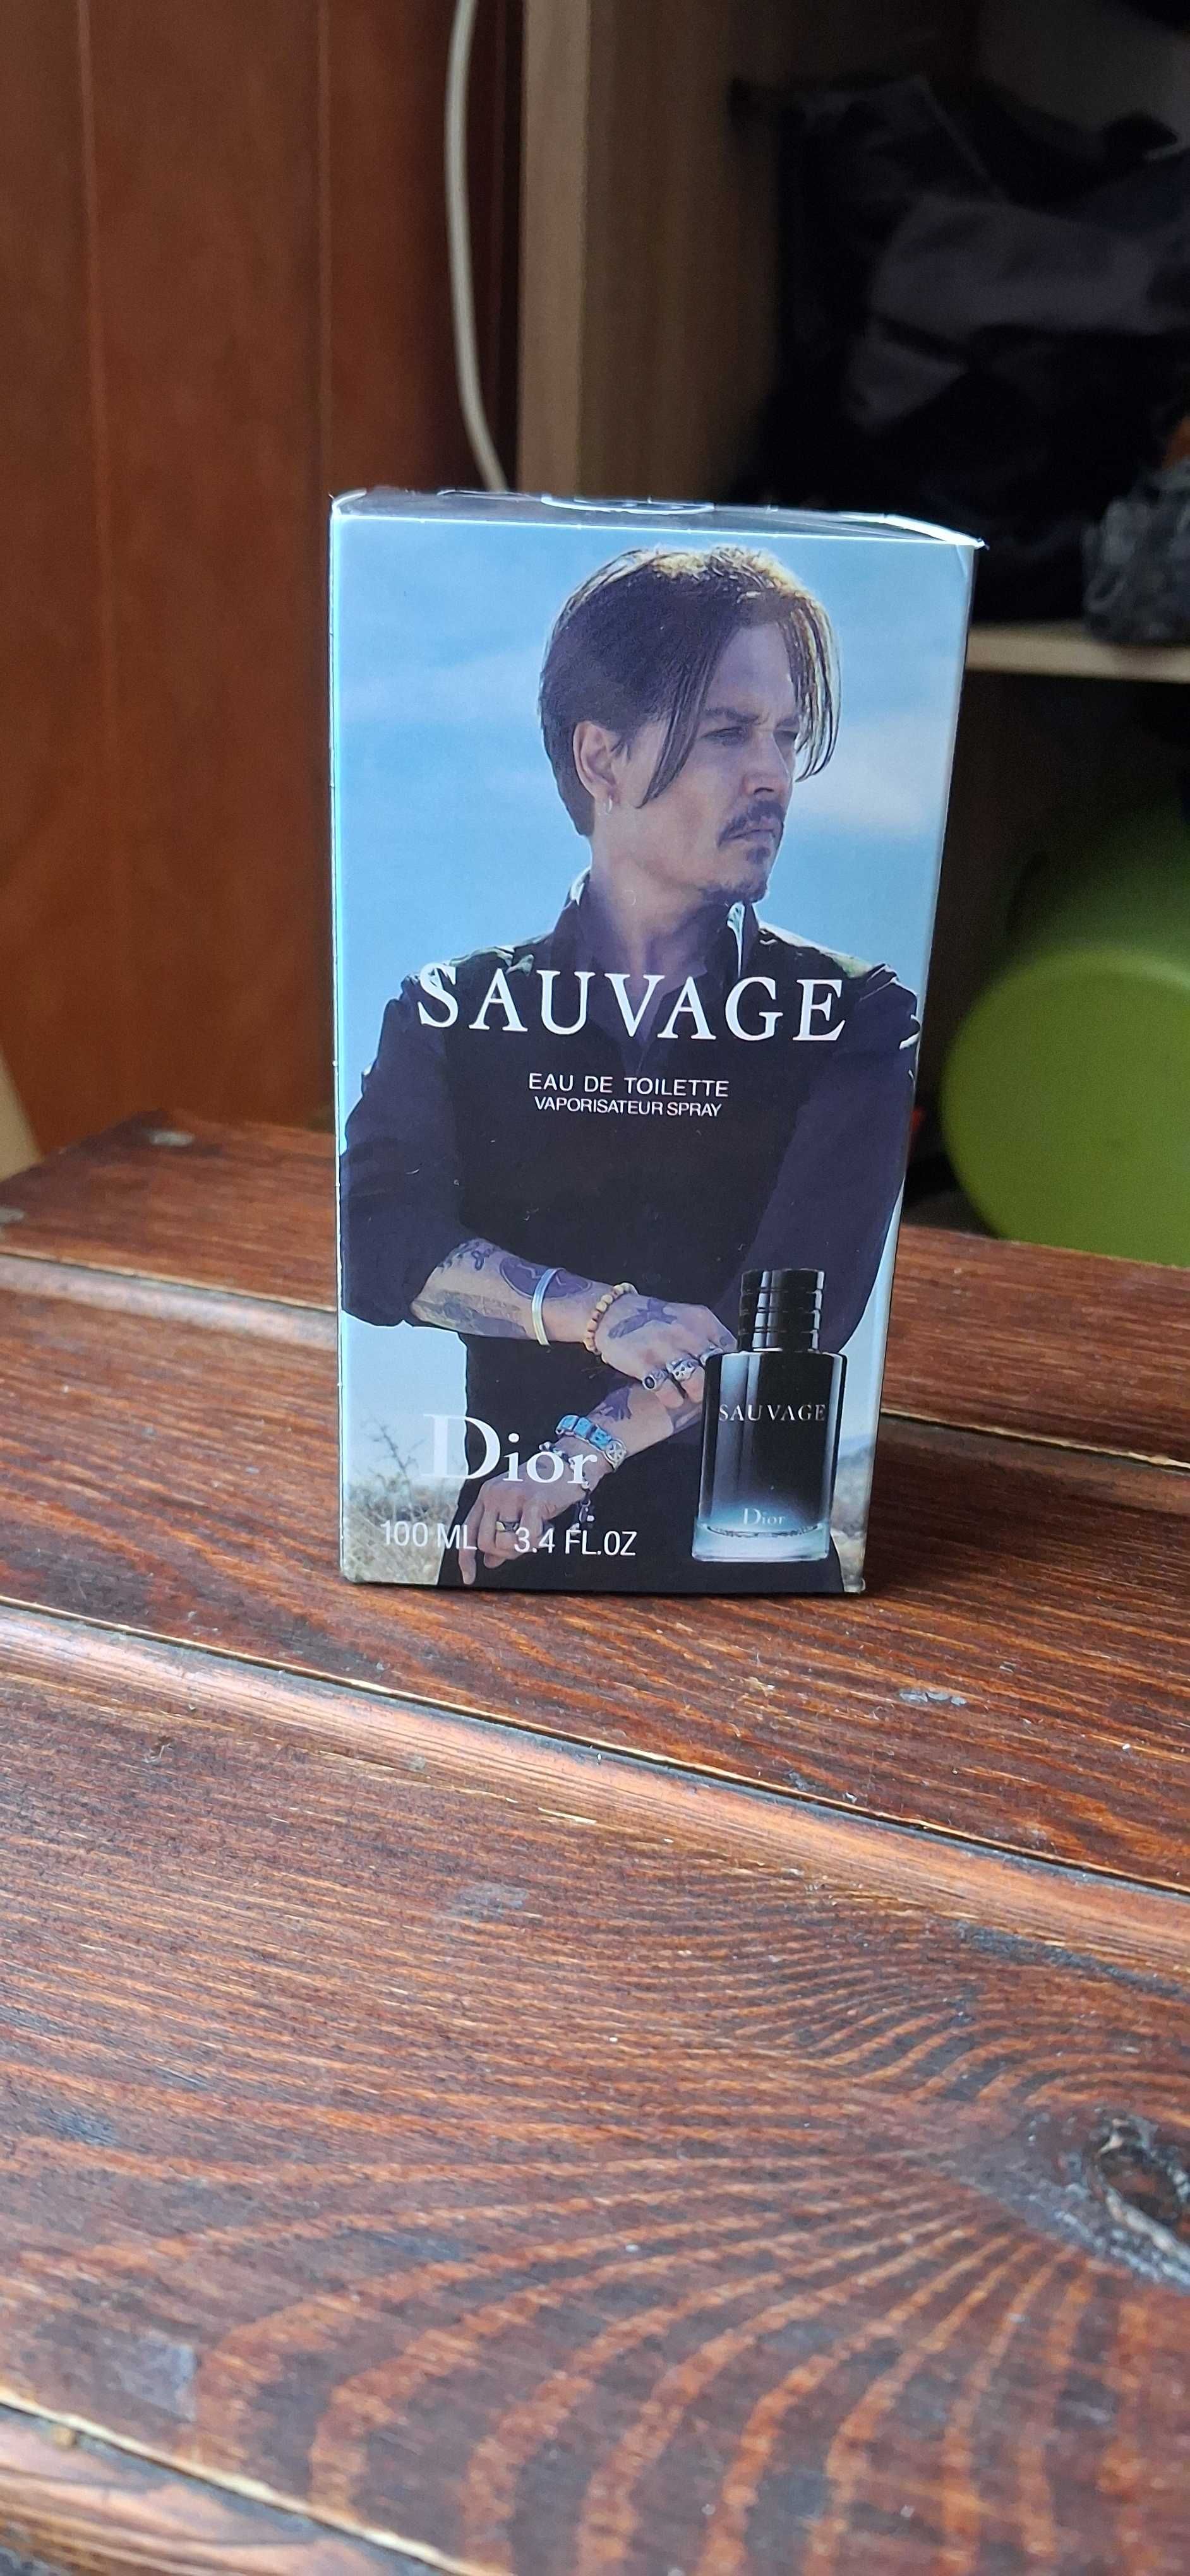 SAUVAGE
EAU DE TOILETTE
VAPORISATEUR SPRAY
SAUVAGE
Dior
Dior
100 ML 3.4 FL.OZ